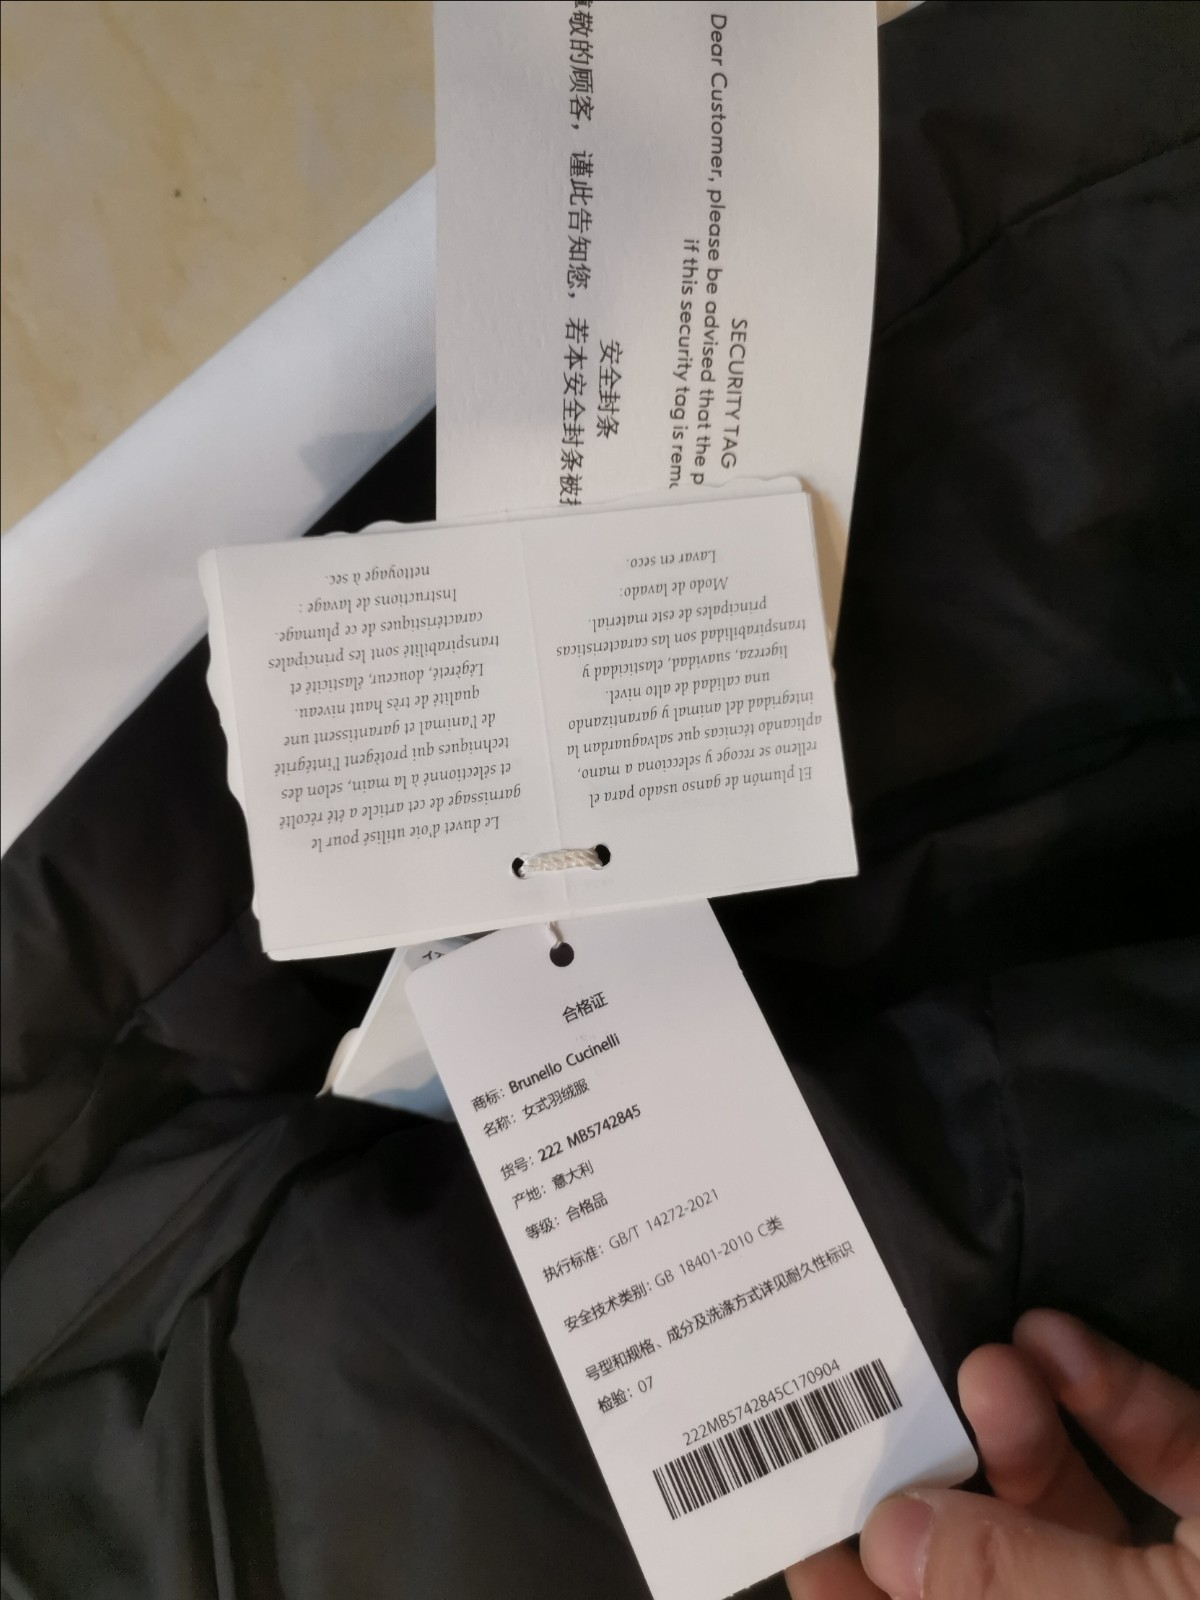 SECURITY TAG
Dear Customer, please be advised that the p
if this security tag is
安全封条
敬的顾客，谨此告知您，若本安全封条被
El plumón de ganso usado para el
relleno se recoge y selecciona a mano,
aplicando técnicas que salvaguardan la
integridad del animal y garantizando
una calidad de alto nivel.
ligereza, suavidad, elasticidad y
transpirabilidad son las características
principales de este material.
Modo de lavado:
Lavar en seco.
Le duvet d'oie utilisé pour le
garnissage de cet article a été récolté
et sélectionné à la main, selon des
techniques qui protègent l'intégrité
de l'animal et garantissent une
qualité de très haut niveau.
Légèreté, douceur, élasticité et
transpirabilité sont les principales
caractéristiques de ce plumage.
Instructions de lavage :
nettoyage à sec.
合格证
商标：Brunello Cucinelli
名称：女式羽绒服
货号：222 MB5742845
产地：意大利
等级：合格品
执行标准：GB/T 14272-2021
安全技术类别：GB 18401-2010 C类
号型和规格、成分及洗涤方式详见耐久性标识
检验：07
222MB5742845C170904